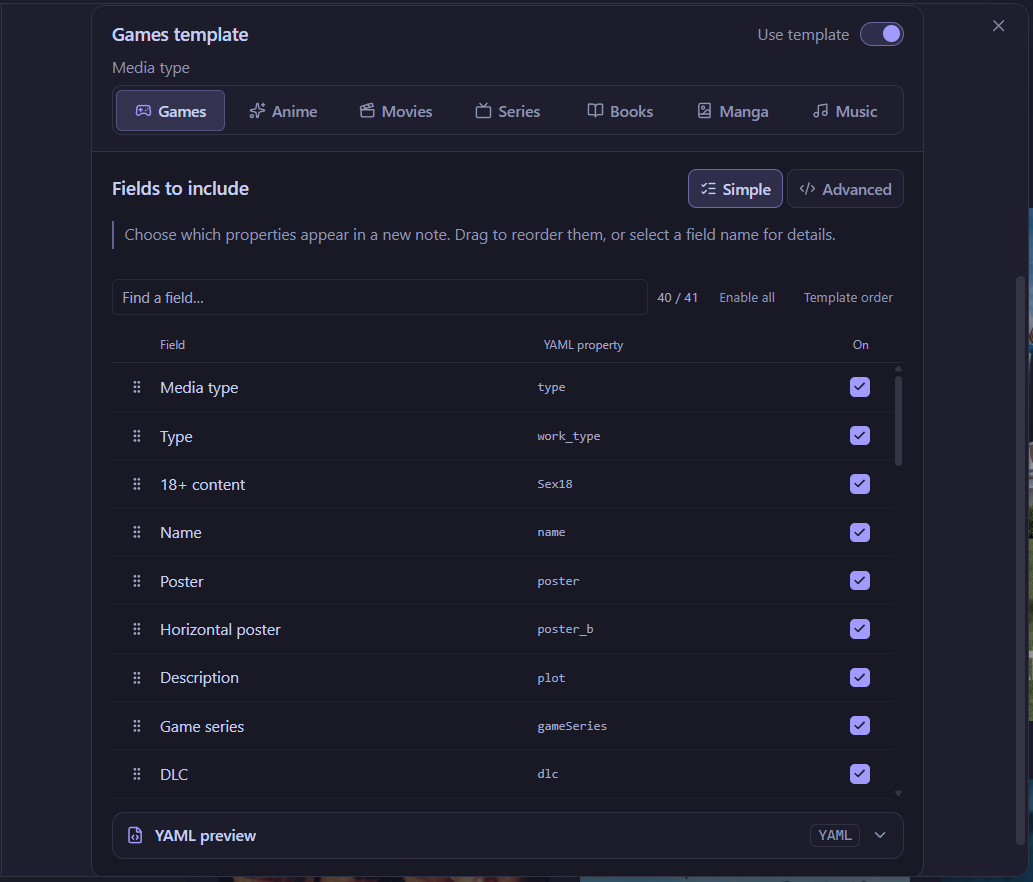 Games template
Use template
Media type
Games Anime Movies Series Books Manga Music
Fields to include
Simple </> Advanced
Choose which properties appear in a new note. Drag to reorder them, or select a field name for details.
Find a field... 40 / 41 Enable all Template order
Field YAML property On
Media type type
Type work_type
18+ content Sex18
Name name
Poster poster
Horizontal poster poster_b
Description plot
Game series gameSeries
DLC dlc
YAML preview YAML